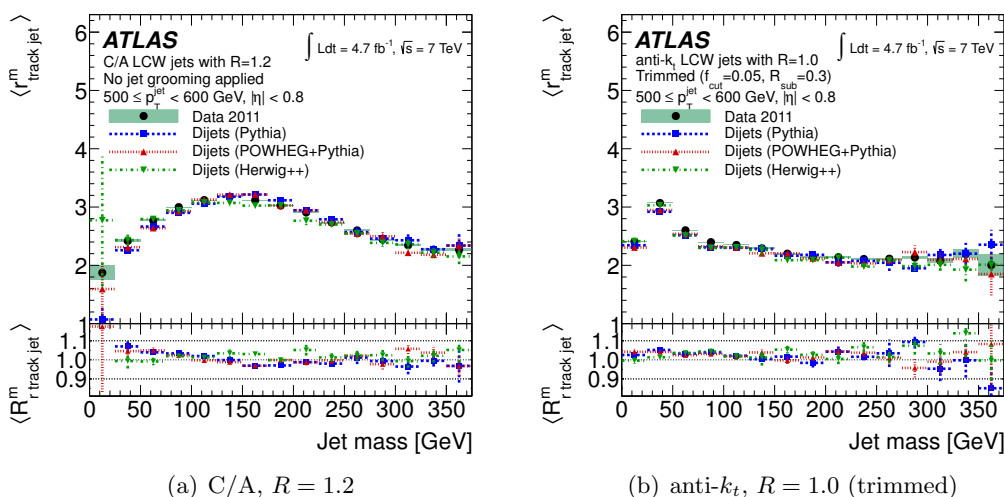 ⟨r^m_track jet⟩
6
5
4
3
2
1
ATLAS
∫ Ldt = 4.7 fb⁻¹, √s = 7 TeV
C/A LCW jets with R=1.2
No jet grooming applied
500 ≤ p_T^jet < 600 GeV, |η| < 0.8
Data 2011
Dijets (Pythia)
Dijets (POWHEG+Pythia)
Dijets (Herwig++)
⟨R^m_r track jet⟩
1.1
1.0
0.9
0 50 100 150 200 250 300 350
Jet mass [GeV]
(a) C/A, R = 1.2
⟨r^m_track jet⟩
6
5
4
3
2
1
ATLAS
∫ Ldt = 4.7 fb⁻¹, √s = 7 TeV
anti-k_t LCW jets with R=1.0
Trimmed (f_cut=0.05, R_sub=0.3)
500 ≤ p_T^jet < 600 GeV, |η| < 0.8
Data 2011
Dijets (Pythia)
Dijets (POWHEG+Pythia)
Dijets (Herwig++)
⟨R^m_r track jet⟩
1.1
1.0
0.9
0 50 100 150 200 250 300 350
Jet mass [GeV]
(b) anti-k_t, R = 1.0 (trimmed)